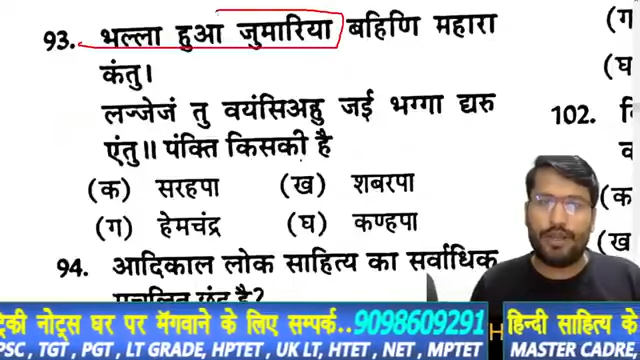 93. भल्ला हुआ जुमारिया बहिणि महारा
कंतु।
लज्जेजं तु वयंसिअहु जई भग्गा द्यरु
एंतु॥ पंक्ति किसकी है
(क) सरहपा (ख) शबरपा
(ग) हेमचंद्र (घ) कण्हपा
94. आदिकाल लोक साहित्य का सर्वाधिक
प्रचलित छंद है?
(ग
(घ
102.
(क
(ख
नोट्स घर पर मॅगवाने के लिए सम्पर्क..9098609291 H हिन्दी साहित्य के
PSC, TGT, PGT, LT GRADE, HPTET, UK LT, HTET, NET, MPTET MASTER CADRE